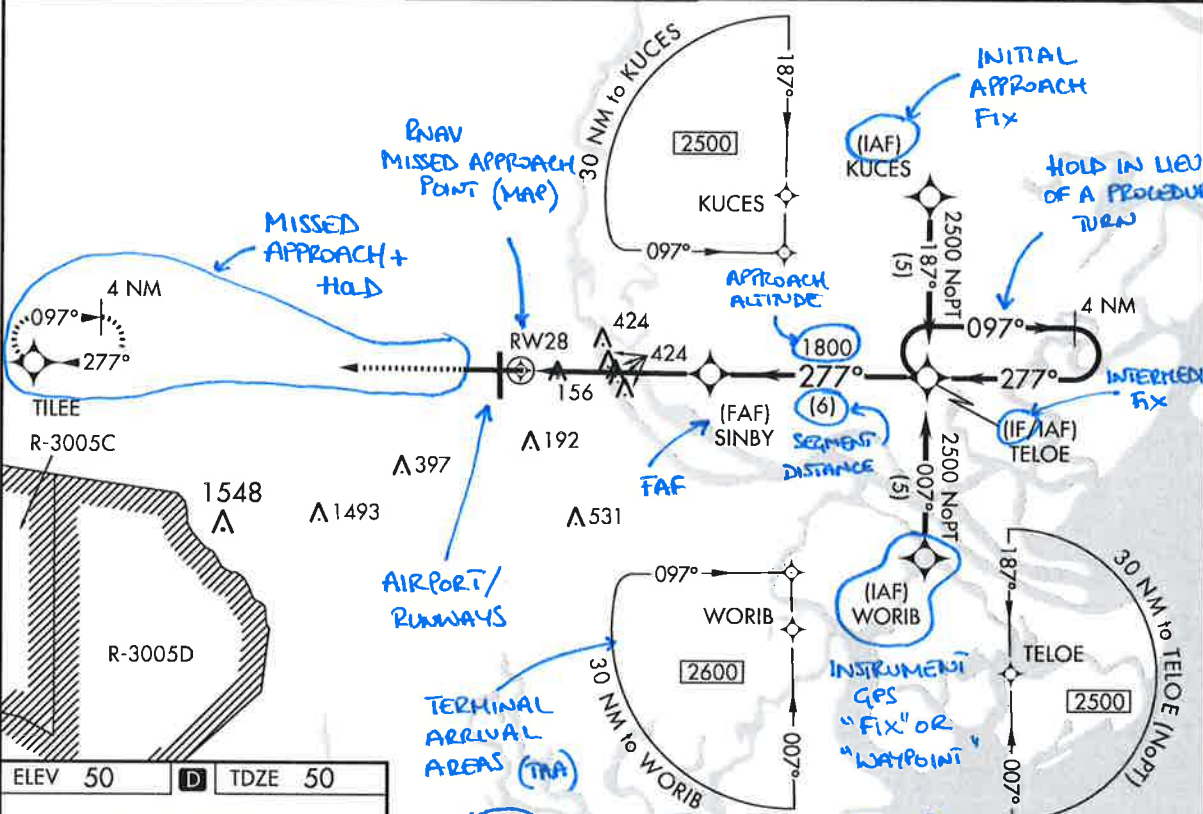 30 NM to KUCES
187°
2500
KUCES
097°
INITIAL
APPROACH
FIX
(IAF)
KUCES
RNAV
MISSED APPROACH
POINT (MAP)
HOLD IN LIEU
OF A PROCEDURE
TURN
MISSED
APPROACH +
HOLD
2500 NoPT
187°
(5)
APPROACH
ALTITUDE
4 NM
097°
277°
TILEE
RW28
424
424
156
1800
277°
(6)
097°
4 NM
277°
INTERMEDI
FIX
(FAF)
SINBY
SEGMENT
DISTANCE
(IF/IAF)
TELOE
R-3005C
192
397
FAF
2500 NoPT
007°
(5)
1548
1493
531
AIRPORT/
RUNWAYS
097°
WORIB
2600
007°
30 NM to WORIB
(IAF)
WORIB
187°
30 NM to TELOE (NoPT)
TELOE
2500
007°
R-3005D
TERMINAL
ARRIVAL
AREAS (TAA)
INSTRUMENT
GPS
"FIX" OR
"WAYPOINT"
ELEV 50
D
TDZE 50